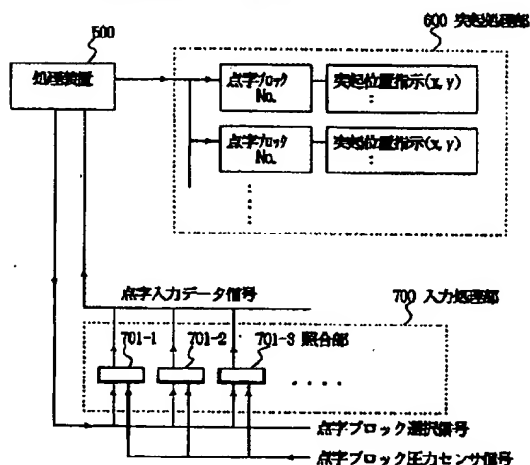 500
600 突起処理部
処理装置
点字ブロック
No.
突起位置指示(x,y)
:
点字ブロック
No.
突起位置指示(x,y)
:
点字入力データ信号
700 入力処理部
701-1
701-2
701-3 照合部
点字ブロック選択信号
点字ブロック圧力センサ信号